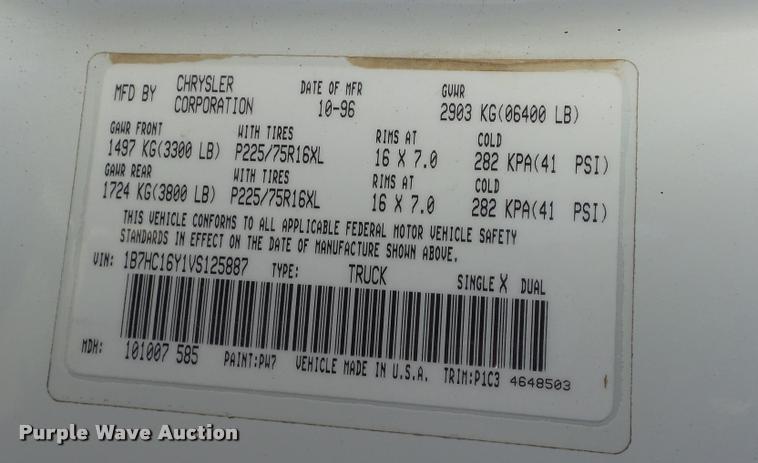 MFD BY CHRYSLER CORPORATION DATE OF MFR 10-96 GVWR 2903 KG(06400 LB)
GAWR FRONT WITH TIRES RIMS AT COLD
1497 KG(3300 LB) P225/75R16XL 16 X 7.0 282 KPA(41 PSI)
GAWR REAR WITH TIRES RIMS AT COLD
1724 KG(3800 LB) P225/75R16XL 16 X 7.0 282 KPA(41 PSI)
THIS VEHICLE CONFORMS TO ALL APPLICABLE FEDERAL MOTOR VEHICLE SAFETY
STANDARDS IN EFFECT ON THE DATE OF MANUFACTURE SHOWN ABOVE.
VIN: 1B7HC16Y1VS125887 TYPE: TRUCK SINGLE X DUAL
MDH: 101007 585 PAINT:PW7 VEHICLE MADE IN U.S.A. TRIM:P1C3 4648503
Purple Wave Auction